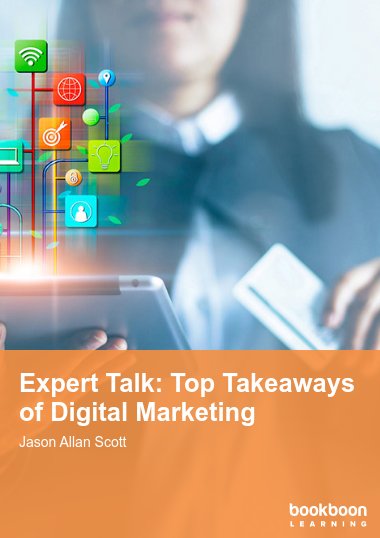 Expert Talk: Top Takeaways
of Digital Marketing
Jason Allan Scott
bookboon
LEARNING